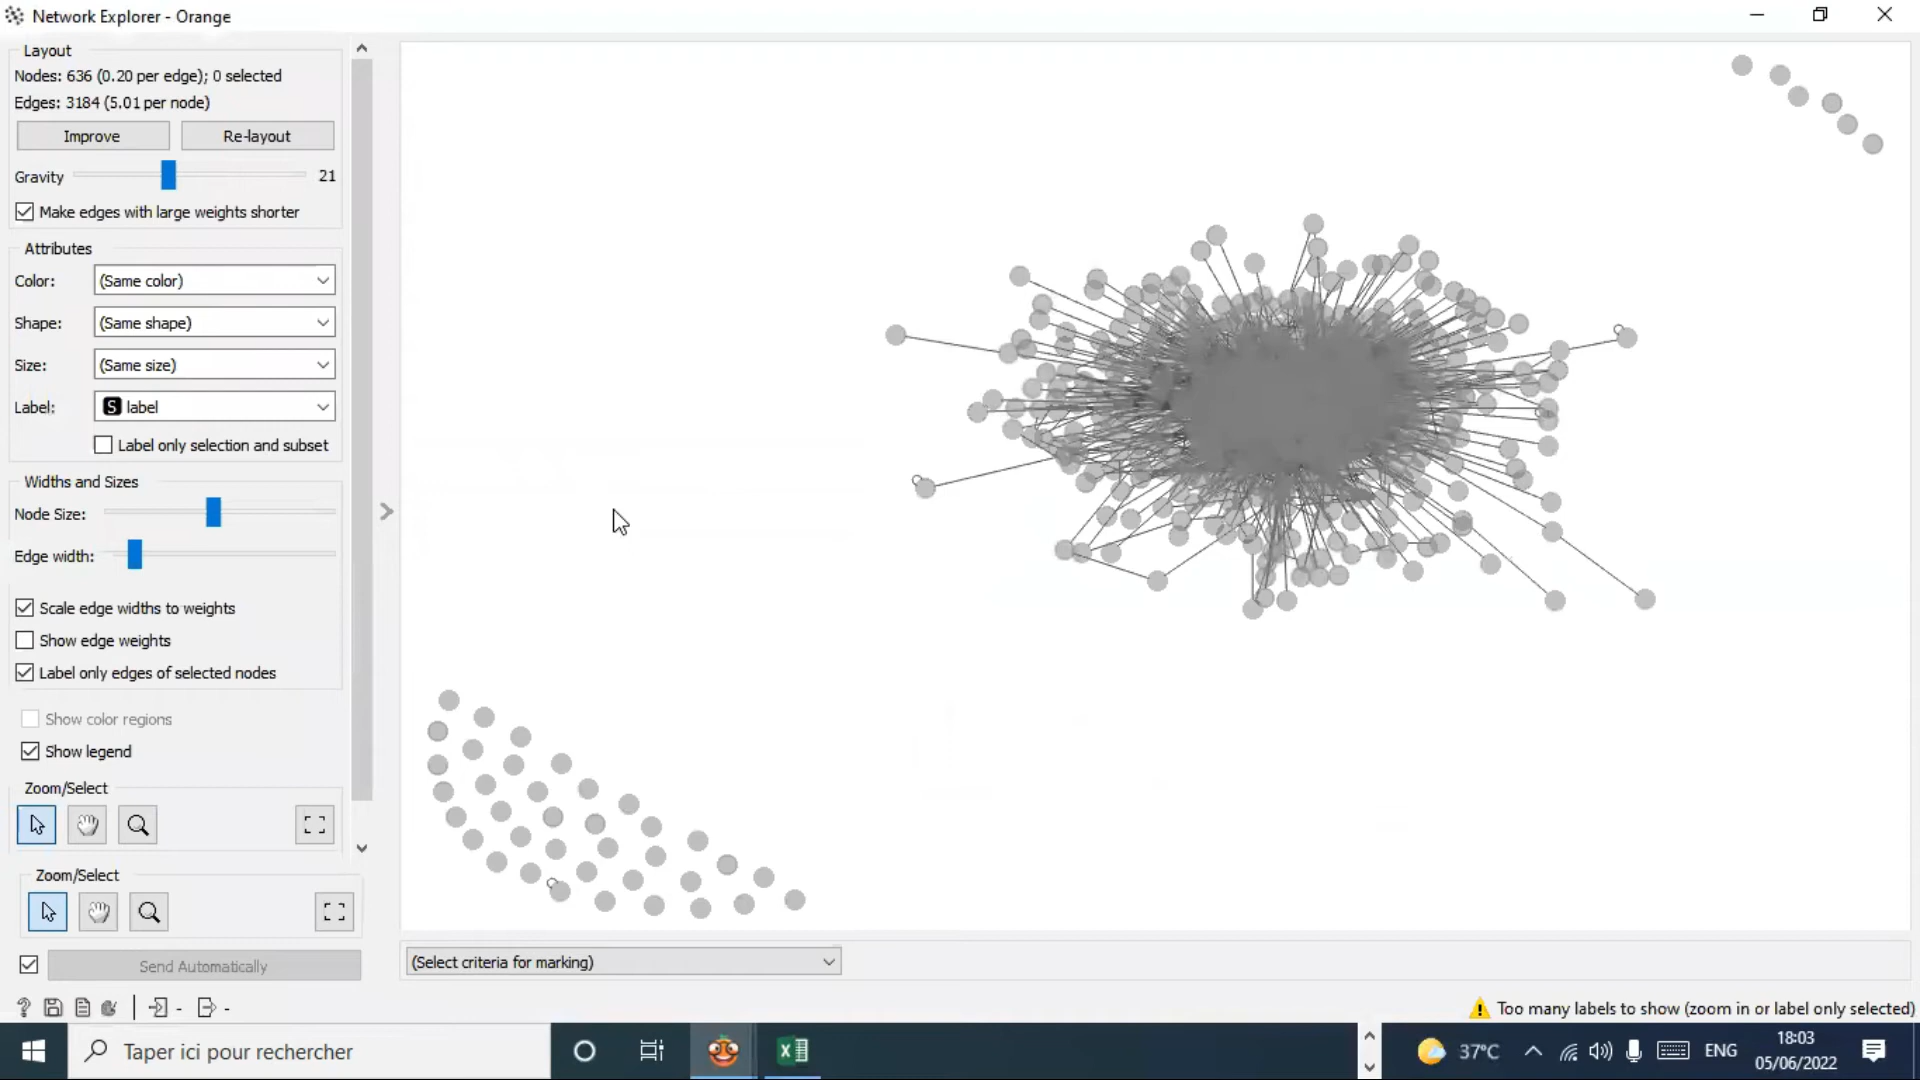 Network Explorer - Orange
Layout
Nodes: 636 (0.20 per edge); 0 selected
Edges: 3184 (5.01 per node)
Improve
Re-layout
Gravity
21
Make edges with large weights shorter
Attributes
Color:
(Same color)
Shape:
(Same shape)
Size:
(Same size)
Label:
S label
Label only selection and subset
Widths and Sizes
Node Size:
Edge width:
Scale edge widths to weights
Show edge weights
Label only edges of selected nodes
Show color regions
Show legend
Zoom/Select
Zoom/Select
Send Automatically
(Select criteria for marking)
Too many labels to show (zoom in or label only selected)
Taper ici pour rechercher
37°C
ENG
18:03
05/06/2022